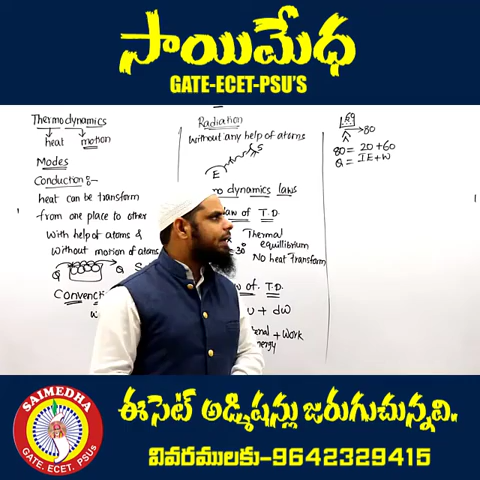 సాయిమేధ
GATE-ECET-PSU'S
Thermodynamics
heat motion
Modes
Conduction:-
heat can be transform
from one place to other
With help of atoms &
Without motion of atoms
Q Q S
Convencti
Radiation
Without any help of atoms
E S
mo dynamics laws
law of T.D.
Thermal
equilibrium
30°
No heat Transform
w of T.D.
u + dw
+ Work
80
80 = 20+60
Q = IE+W
SAIMEDHA
GATE. ECET. PSUs
ఈసెట్ అడ్మిషన్లు జరుగుచున్నవి.
వివరములకు-9642329415